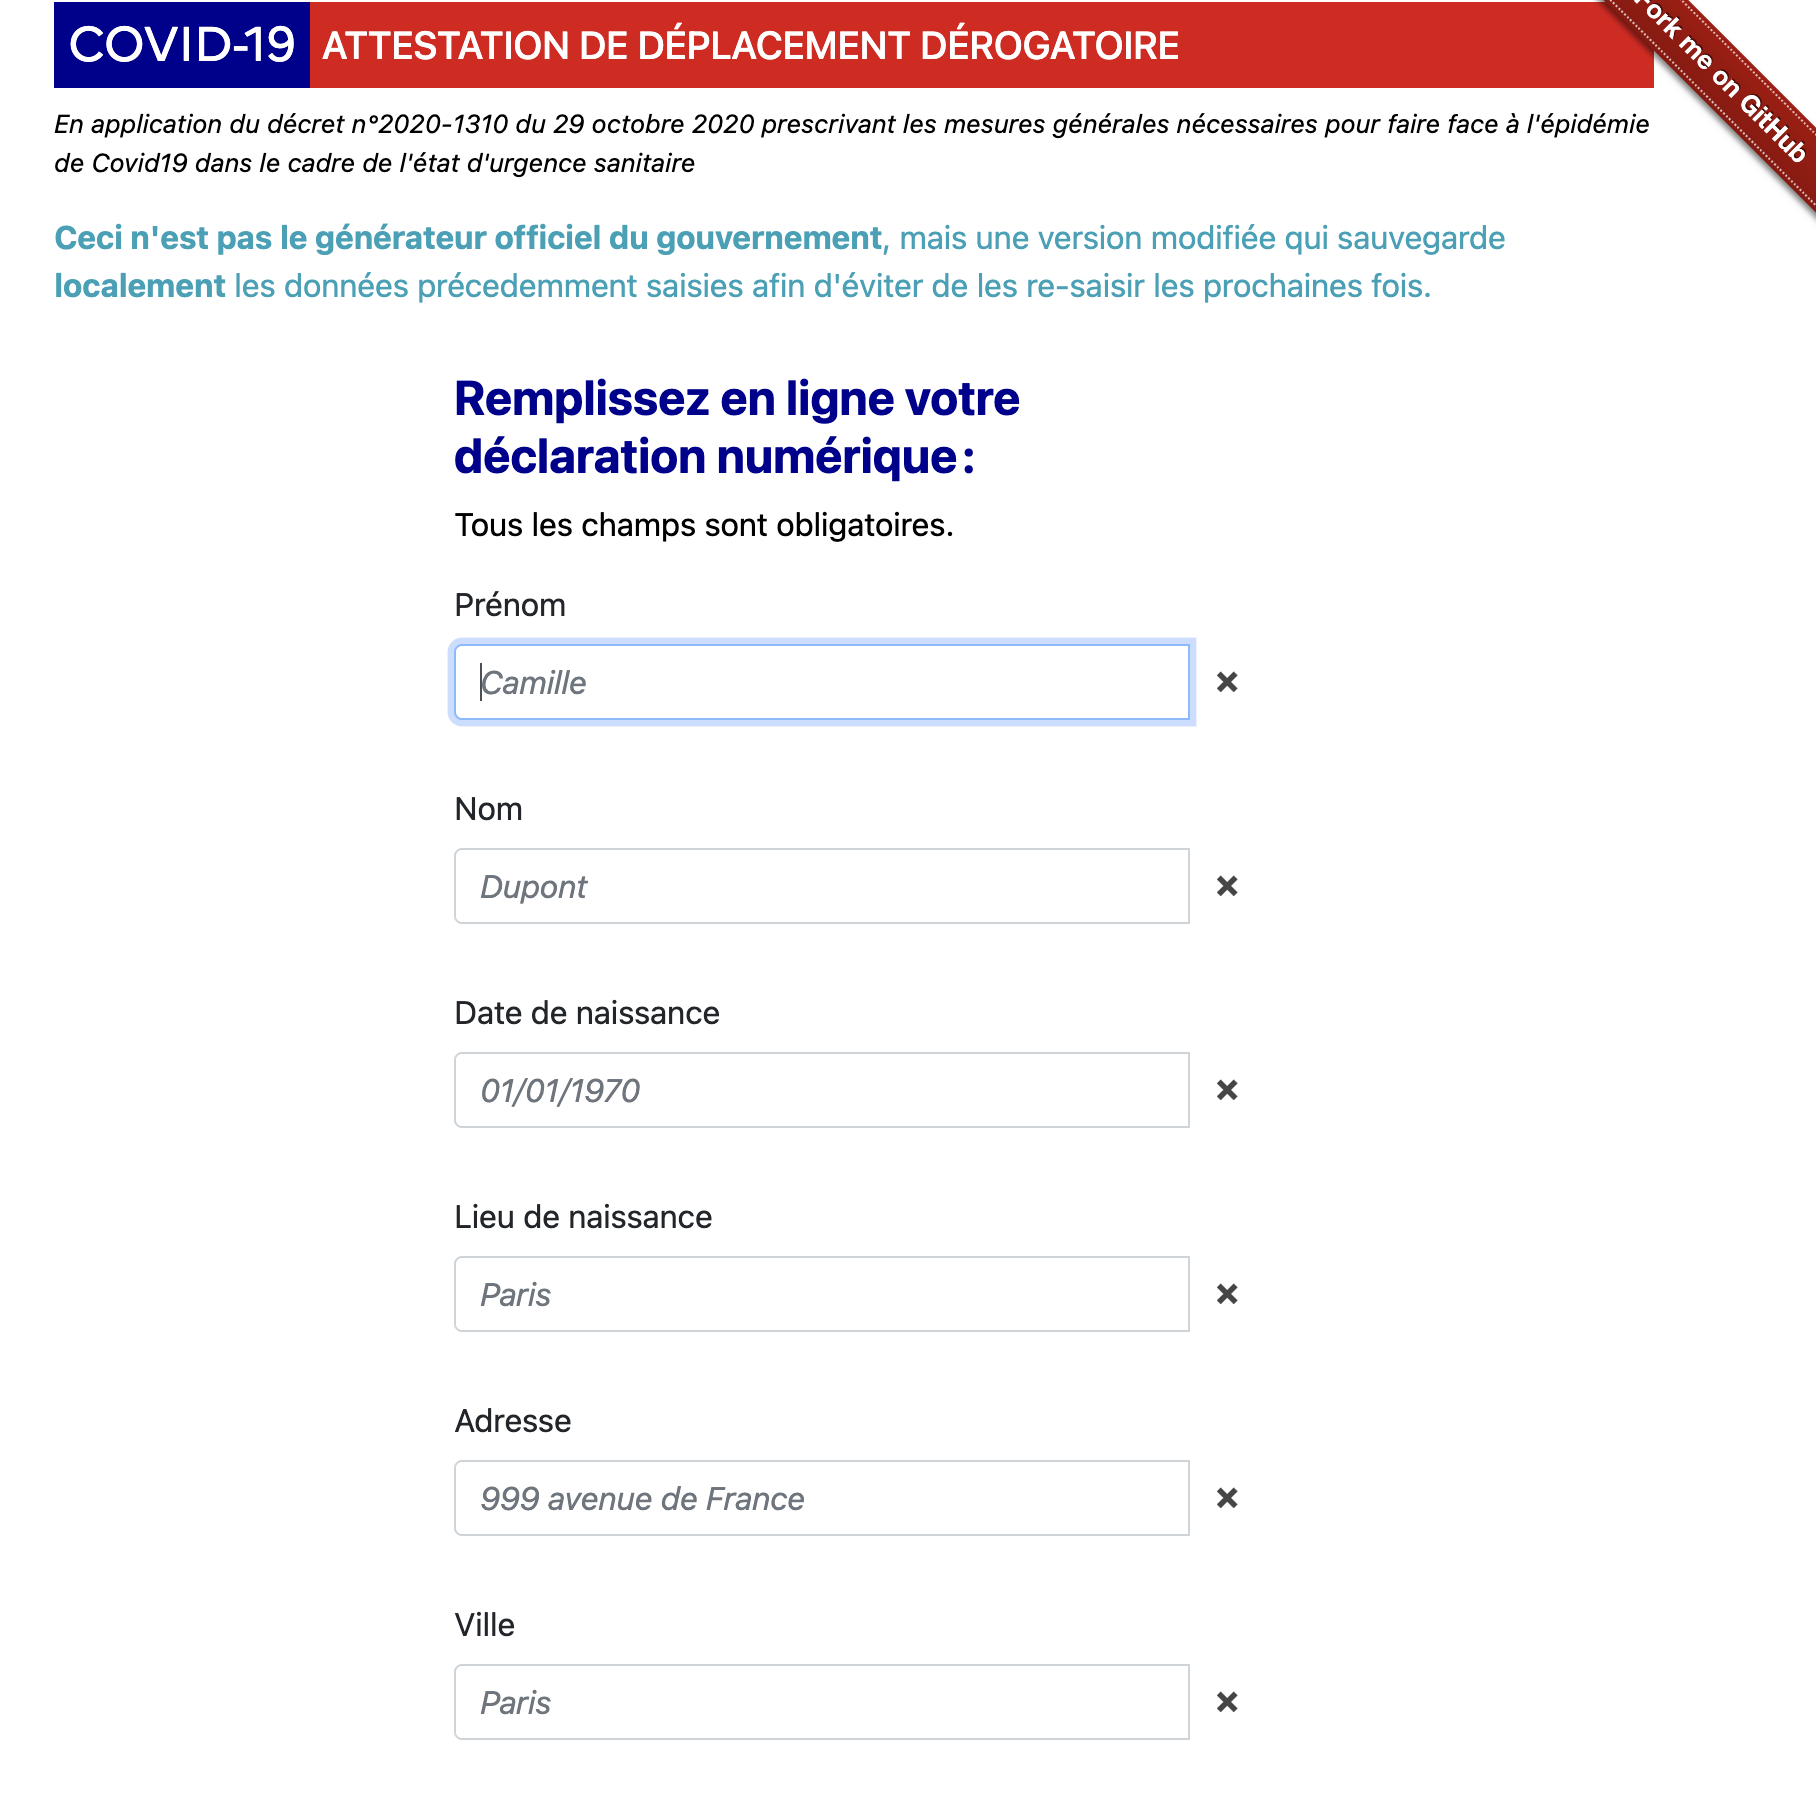 COVID-19 ATTESTATION DE DÉPLACEMENT DÉROGATOIRE
Fork me on GitHub
En application du décret n°2020-1310 du 29 octobre 2020 prescrivant les mesures générales nécessaires pour faire face à l'épidémie
de Covid19 dans le cadre de l'état d'urgence sanitaire
Ceci n'est pas le générateur officiel du gouvernement, mais une version modifiée qui sauvegarde
localement les données précedemment saisies afin d'éviter de les re-saisir les prochaines fois.
Remplissez en ligne votre
déclaration numérique :
Tous les champs sont obligatoires.
Prénom
Camille
Nom
Dupont
Date de naissance
01/01/1970
Lieu de naissance
Paris
Adresse
999 avenue de France
Ville
Paris